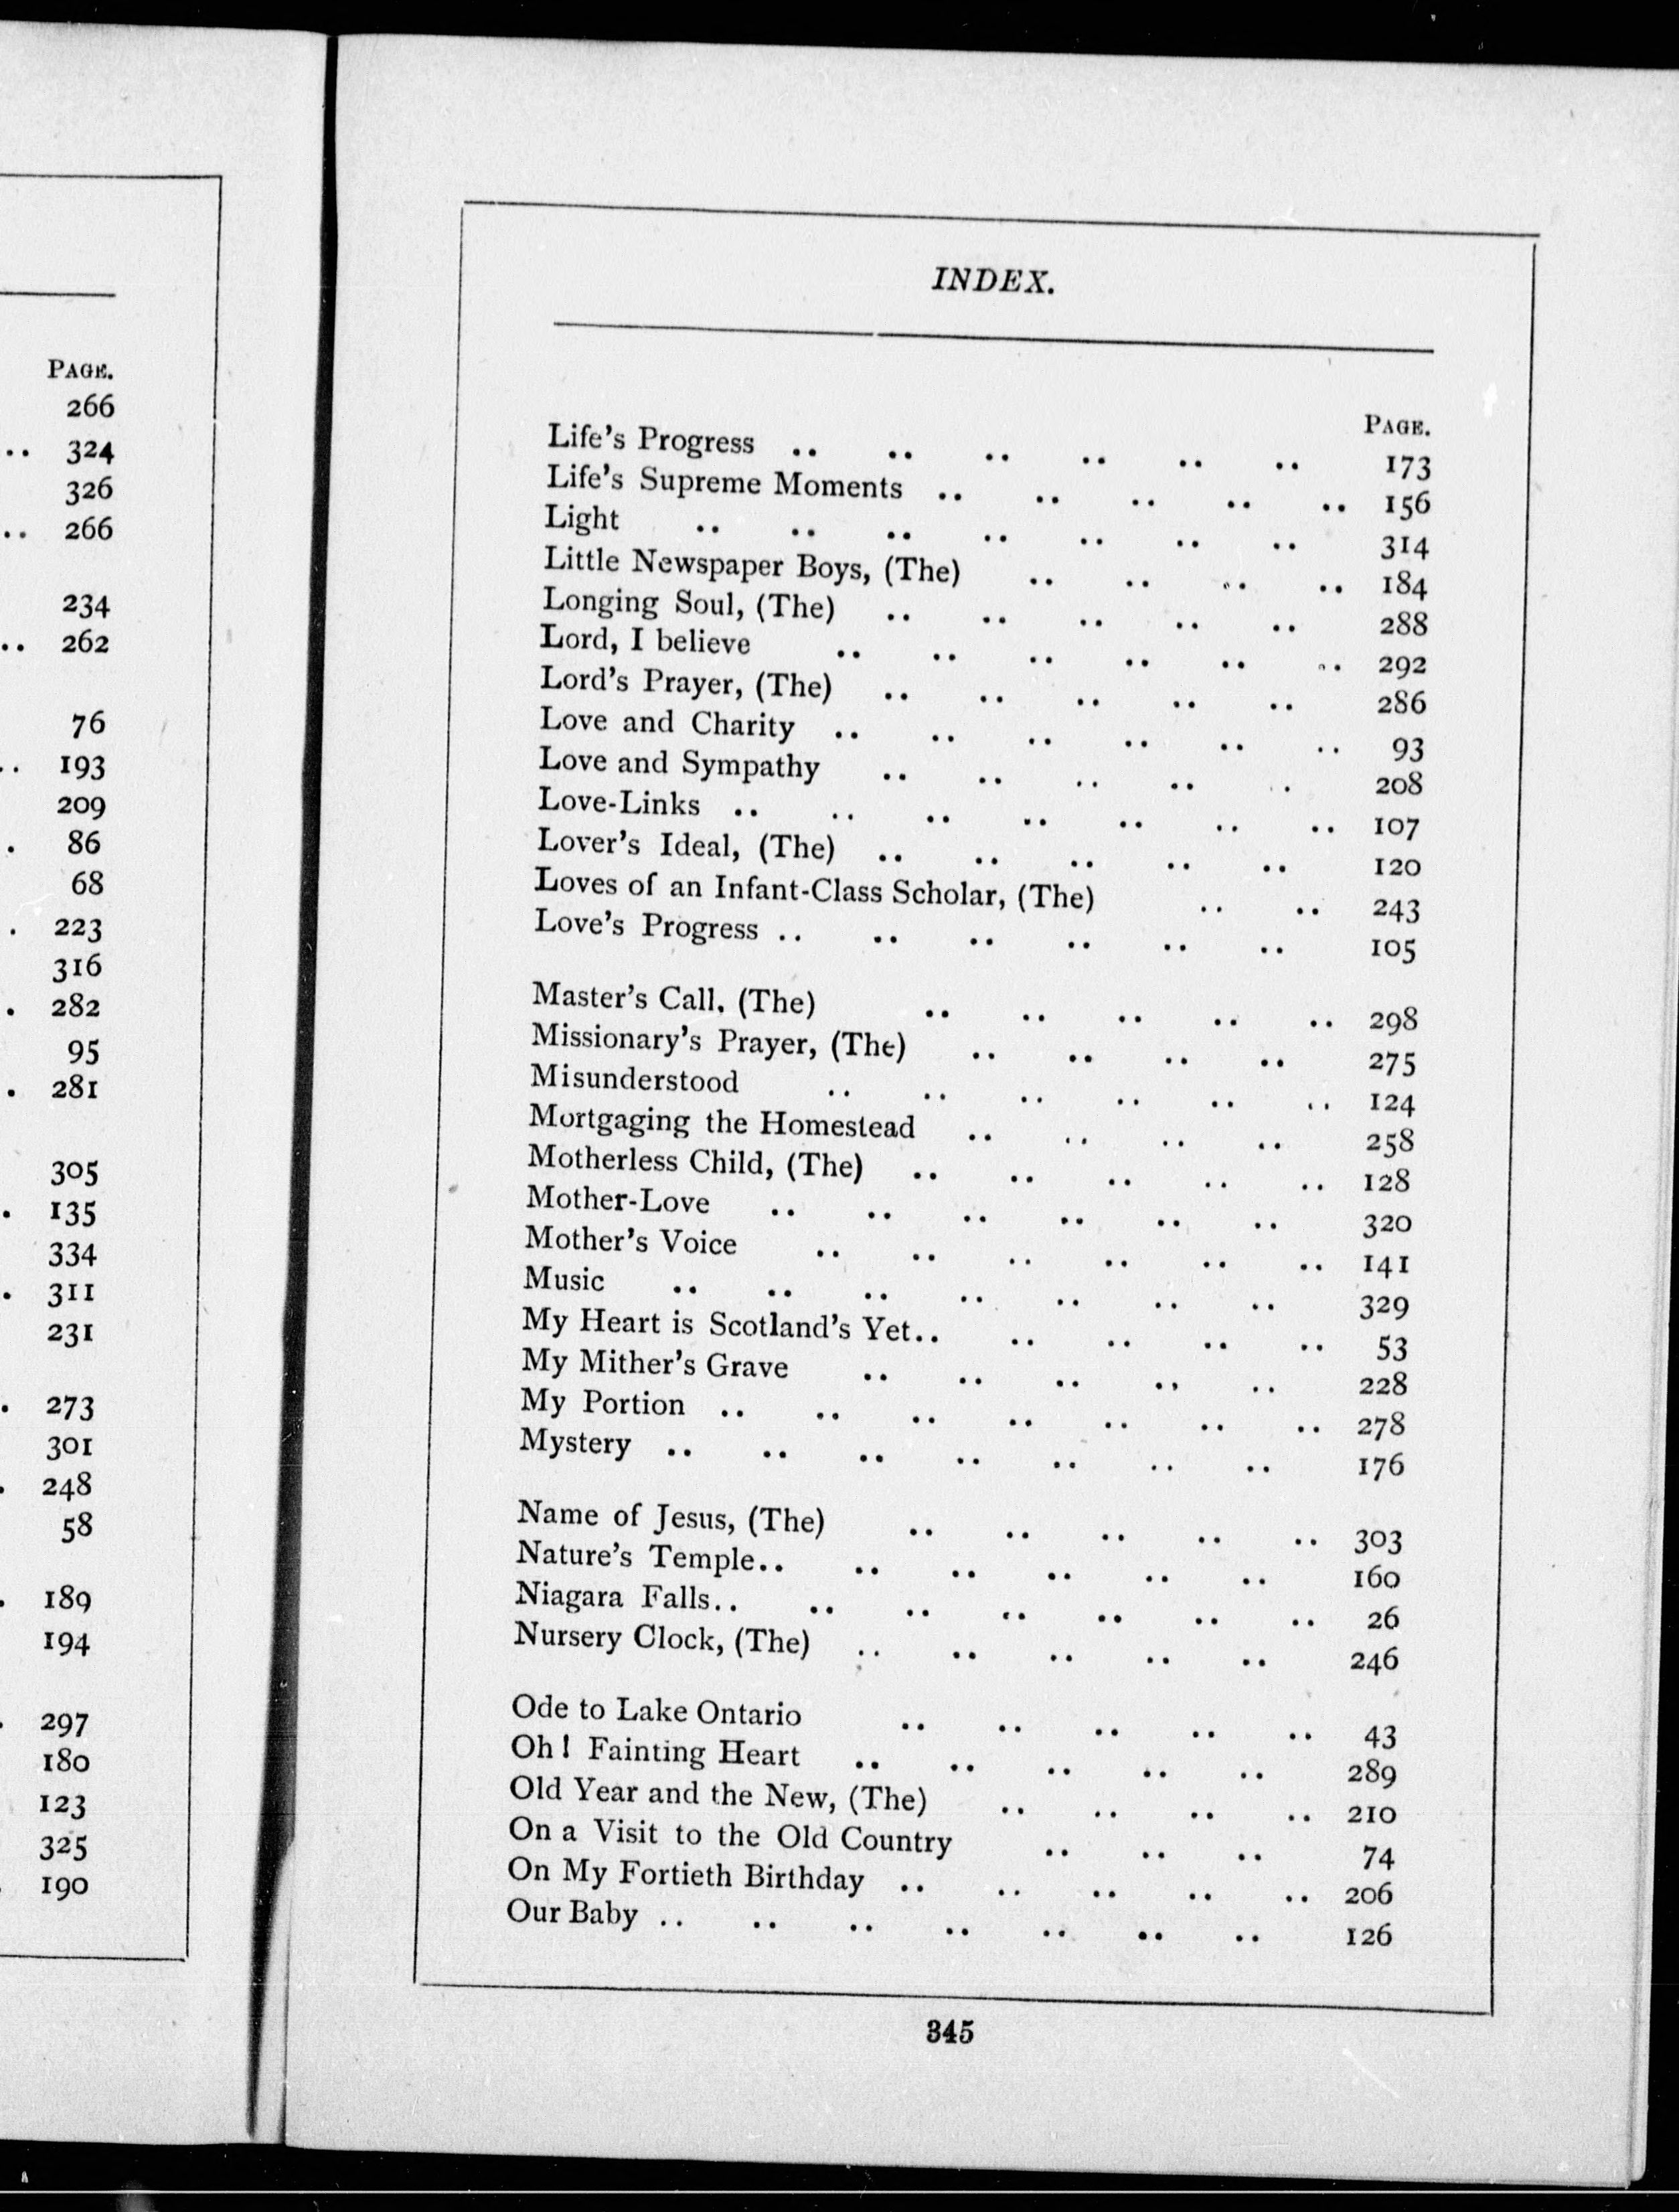 PAGE.
266
.. 324
326
.. 266
234
.. 262
76
.. 193
209
. 86
68
. 223
316
. 282
95
. 281
305
. 135
334
. 311
231
. 273
301
. 248
58
. 189
194
. 297
180
123
325
. 190
INDEX.
PAGE.
Life's Progress .. .. .. .. .. .. 173
Life's Supreme Moments .. .. .. .. .. 156
Light .. .. .. .. .. .. .. 314
Little Newspaper Boys, (The) .. .. .. .. 184
Longing Soul, (The) .. .. .. .. .. 288
Lord, I believe .. .. .. .. .. .. 292
Lord's Prayer, (The) .. .. .. .. .. 286
Love and Charity .. .. .. .. .. .. 93
Love and Sympathy .. .. .. .. .. 208
Love-Links .. .. .. .. .. .. .. 107
Lover's Ideal, (The) .. .. .. .. .. 120
Loves of an Infant-Class Scholar, (The) .. .. 243
Love's Progress .. .. .. .. .. .. 105
Master's Call, (The) .. .. .. .. .. 298
Missionary's Prayer, (The) .. .. .. .. 275
Misunderstood .. .. .. .. .. .. 124
Mortgaging the Homestead .. .. .. .. 258
Motherless Child, (The) .. .. .. .. .. 128
Mother-Love .. .. .. .. .. .. 320
Mother's Voice .. .. .. .. .. .. 141
Music .. .. .. .. .. .. .. 329
My Heart is Scotland's Yet.. .. .. .. .. 53
My Mither's Grave .. .. .. .. .. 228
My Portion .. .. .. .. .. .. .. 278
Mystery .. .. .. .. .. .. .. 176
Name of Jesus, (The) .. .. .. .. .. 303
Nature's Temple.. .. .. .. .. .. 160
Niagara Falls.. .. .. .. .. .. .. 26
Nursery Clock, (The) .. .. .. .. .. 246
Ode to Lake Ontario .. .. .. .. .. 43
Oh! Fainting Heart .. .. .. .. .. 289
Old Year and the New, (The) .. .. .. .. 210
On a Visit to the Old Country .. .. .. 74
On My Fortieth Birthday .. .. .. .. .. 206
Our Baby .. .. .. .. .. .. .. 126
345